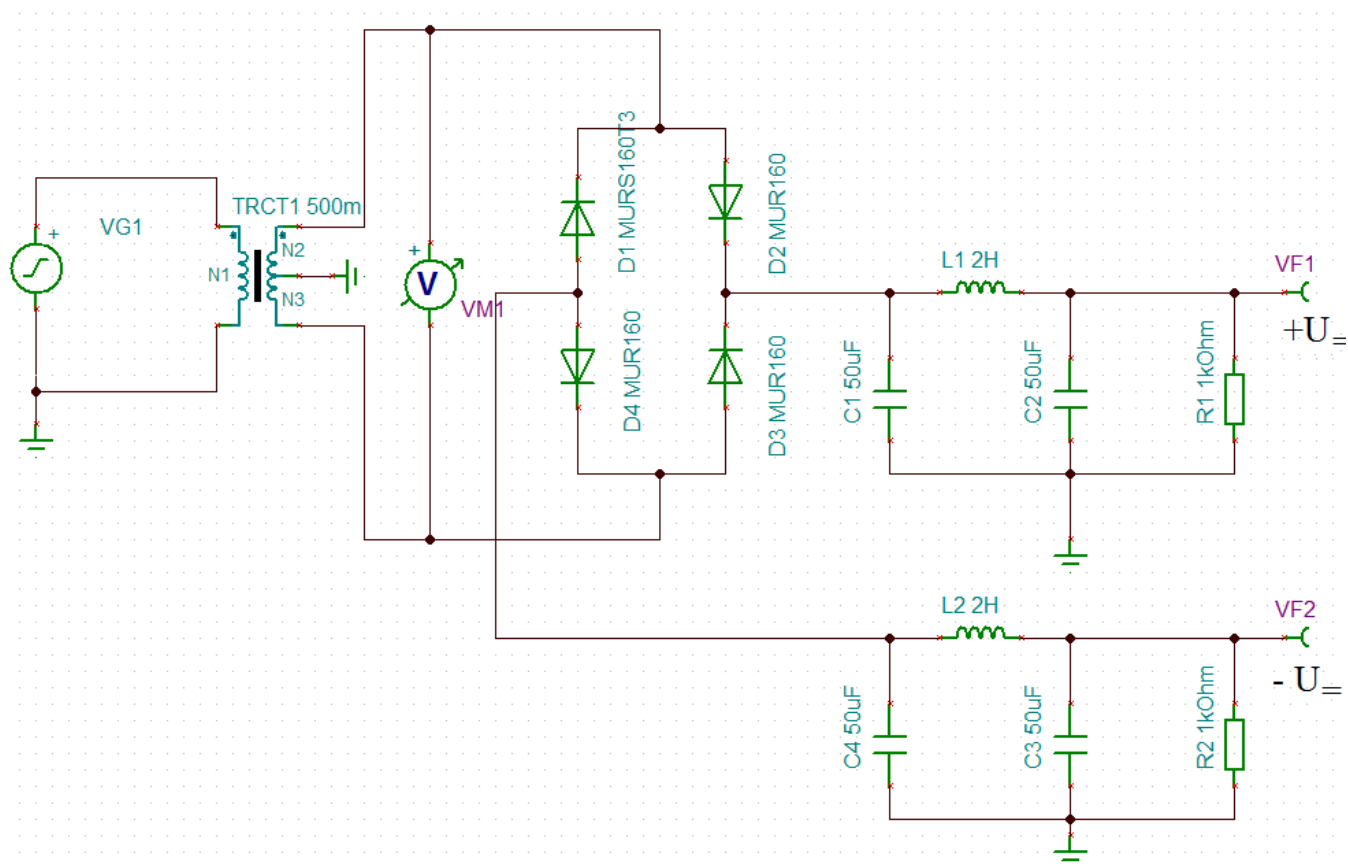 VG1
+
TRCT1 500m
N1
N2
N3
+
V
VM1
D1 MURS160T3
D2 MUR160
D4 MUR160
D3 MUR160
L1 2H
VF1
+U=
C1 50uF
C2 50uF
R1 1kOhm
L2 2H
VF2
- U=
C4 50uF
C3 50uF
R2 1kOhm